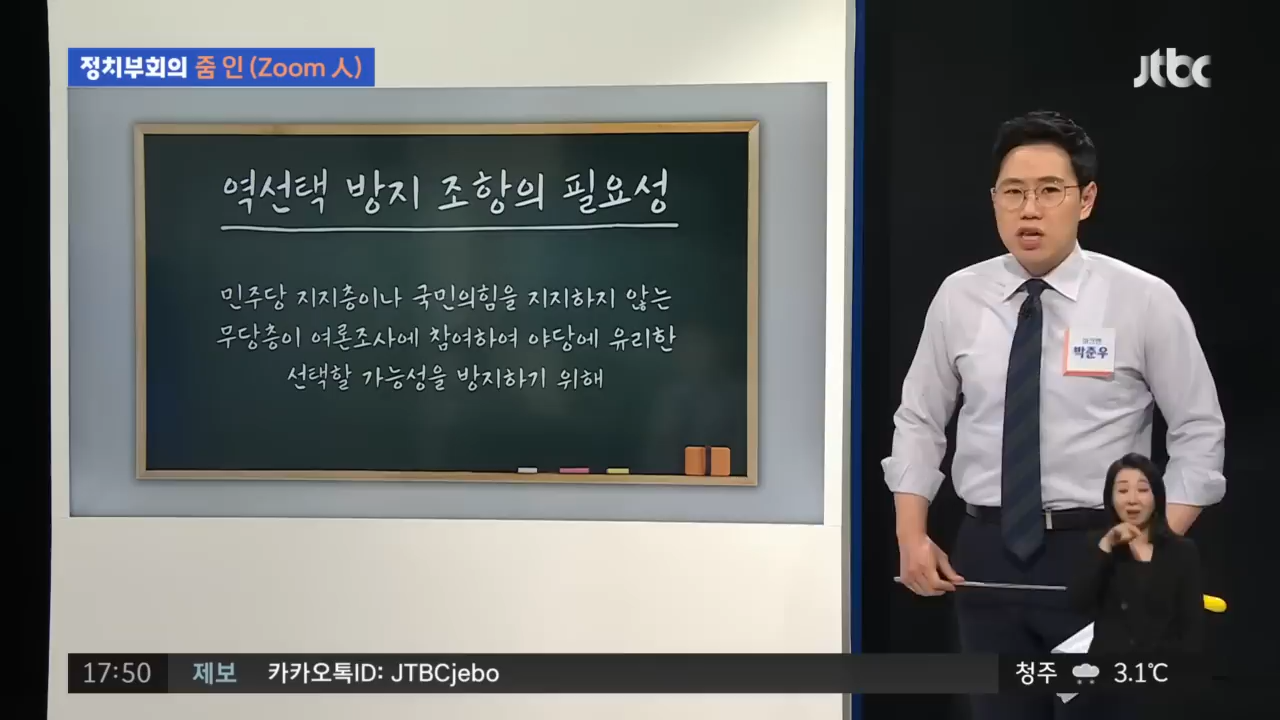 정치부회의 줌 인 (Zoom 人)
jtbc
역선택 방지 조항의 필요성
민주당 지지층이나 국민의힘을 지지하지 않는
무당층이 여론조사에 참여하여 야당에 유리한
선택할 가능성을 방지하기 위해
박준우
17:50 제보 카카오톡ID: JTBCjebo 청주 3.1℃